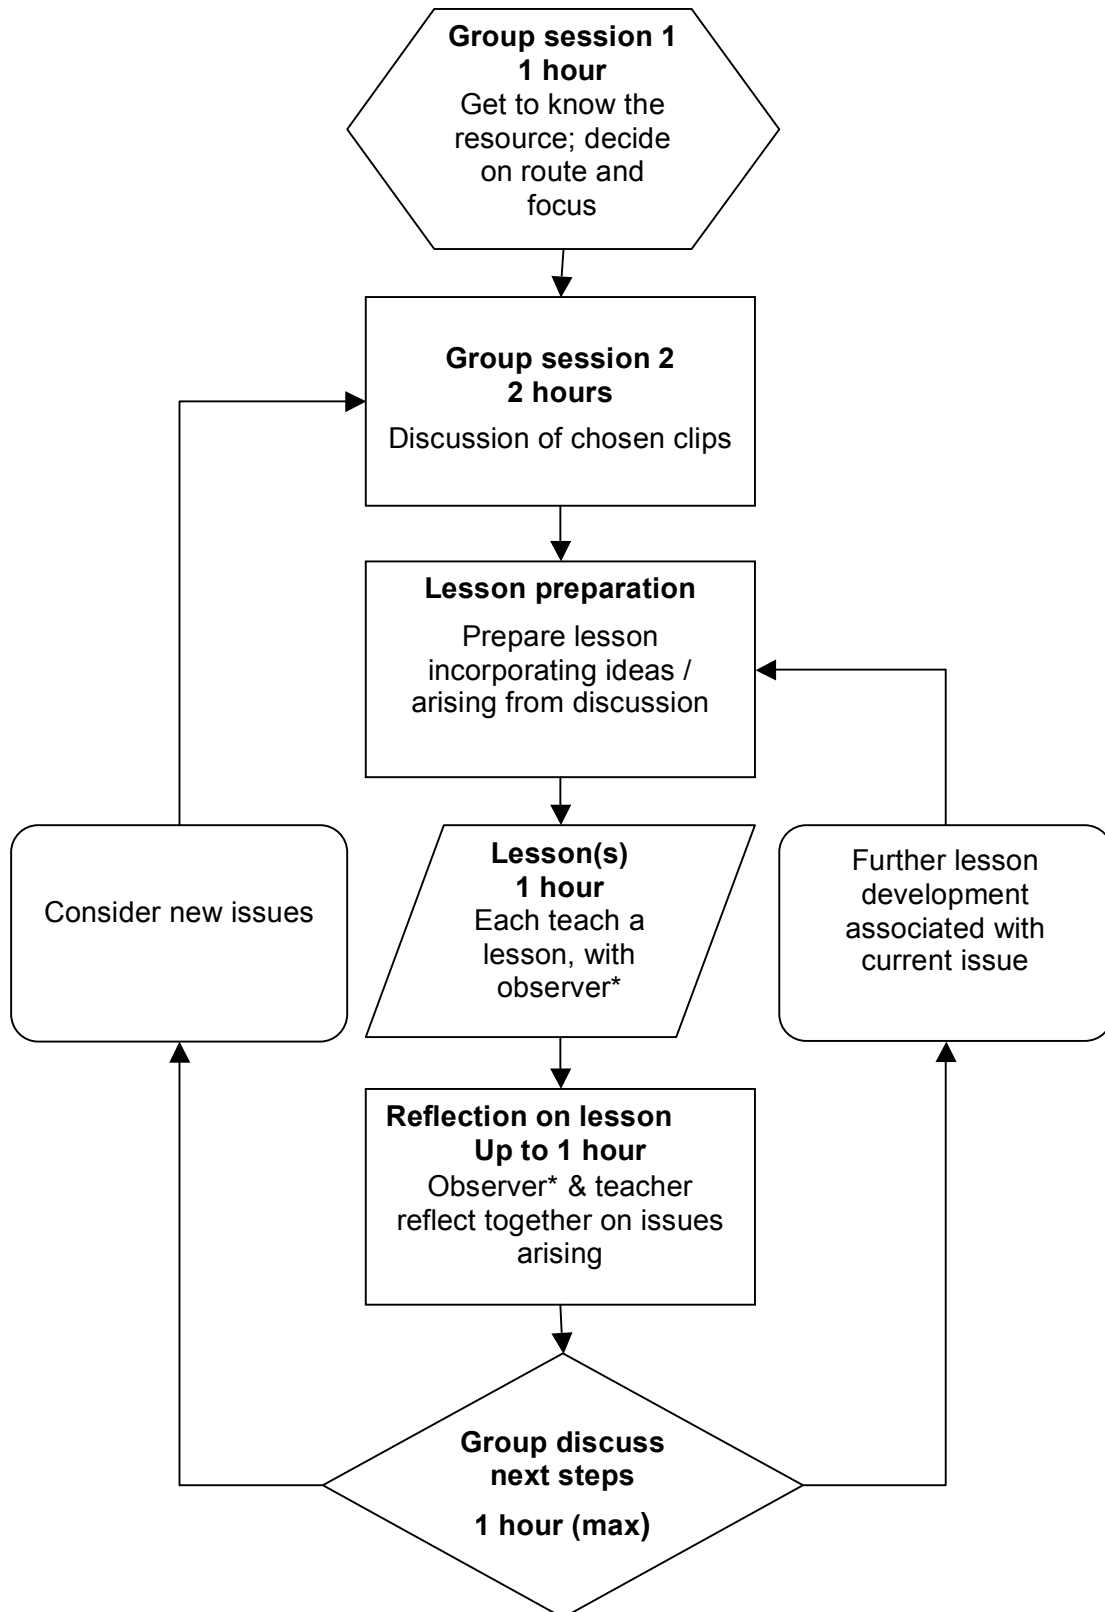 Group session 1
1 hour
Get to know the
resource; decide
on route and
focus
Group session 2
2 hours
Discussion of chosen clips
Lesson preparation
Prepare lesson
incorporating ideas /
arising from discussion
Consider new issues
Lesson(s)
1 hour
Each teach a
lesson, with
observer*
Further lesson
development
associated with
current issue
Reflection on lesson
Up to 1 hour
Observer* & teacher
reflect together on issues
arising
Group discuss
next steps
1 hour (max)